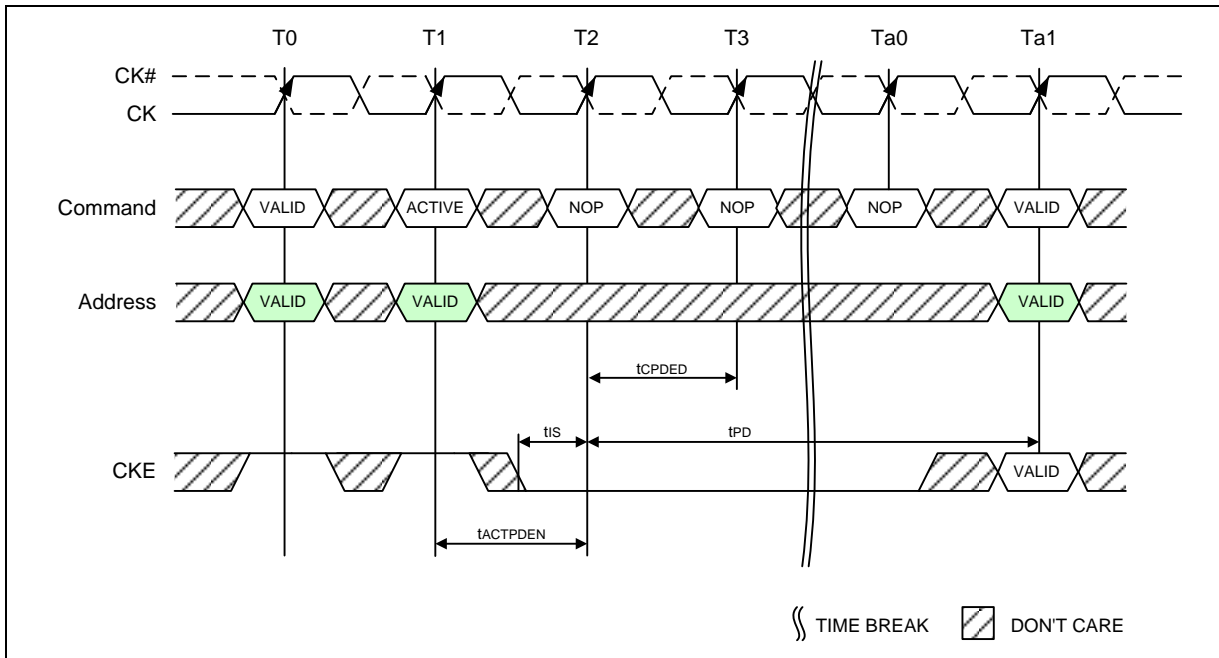 T0 T1 T2 T3 Ta0 Ta1
CK#
CK
Command VALID ACTIVE NOP NOP NOP VALID
Address VALID VALID VALID
tCPDED
tIS tPD
CKE VALID
tACTPDEN
TIME BREAK DON'T CARE